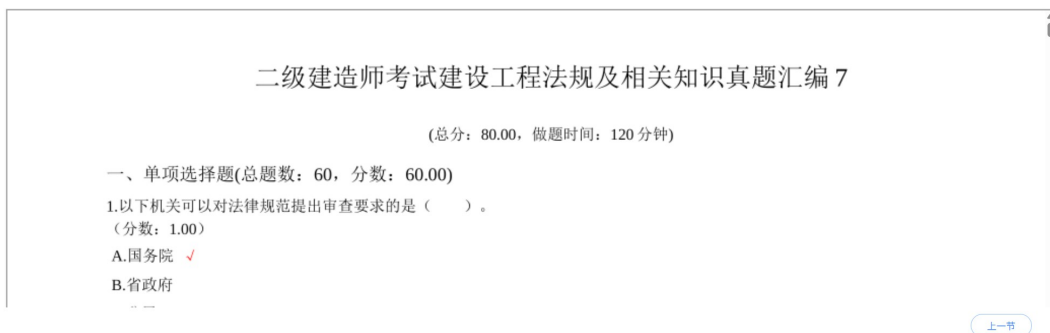 二级建造师考试建设工程法规及相关知识真题汇编 7
(总分：80.00，做题时间：120 分钟)
一、单项选择题(总题数：60，分数：60.00)
1.以下机关可以对法律规范提出审查要求的是（　　）。
（分数：1.00）
A.国务院 √
B.省政府
上一节